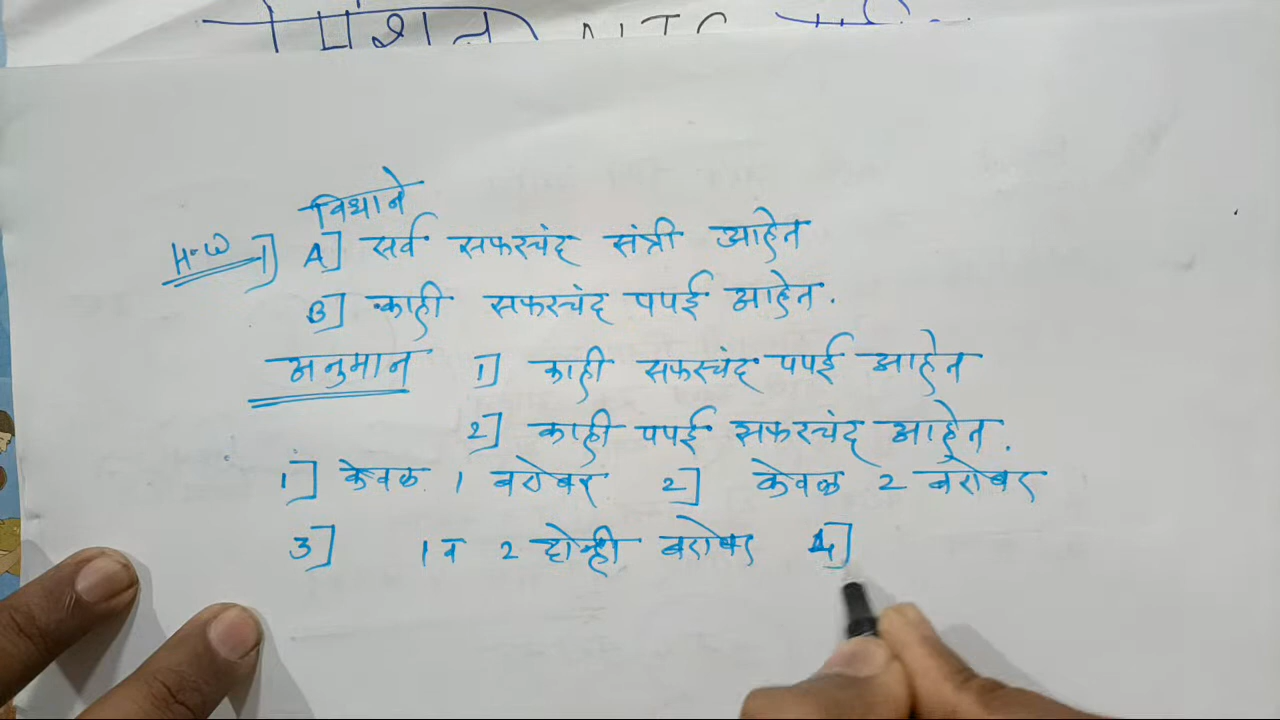 विधाने
H.W 1] A] सर्व सफरचंद संत्री आहेत
B] काही सफरचंद पपई आहेत.
अनुमान 1] काही सफरचंद पपई आहेत
2] काही पपई सफरचंद आहेत.
1] केवळ 1 बरोबर 2] केवळ 2 बरोबर
3] 1 व 2 दोन्ही बरोबर 4]